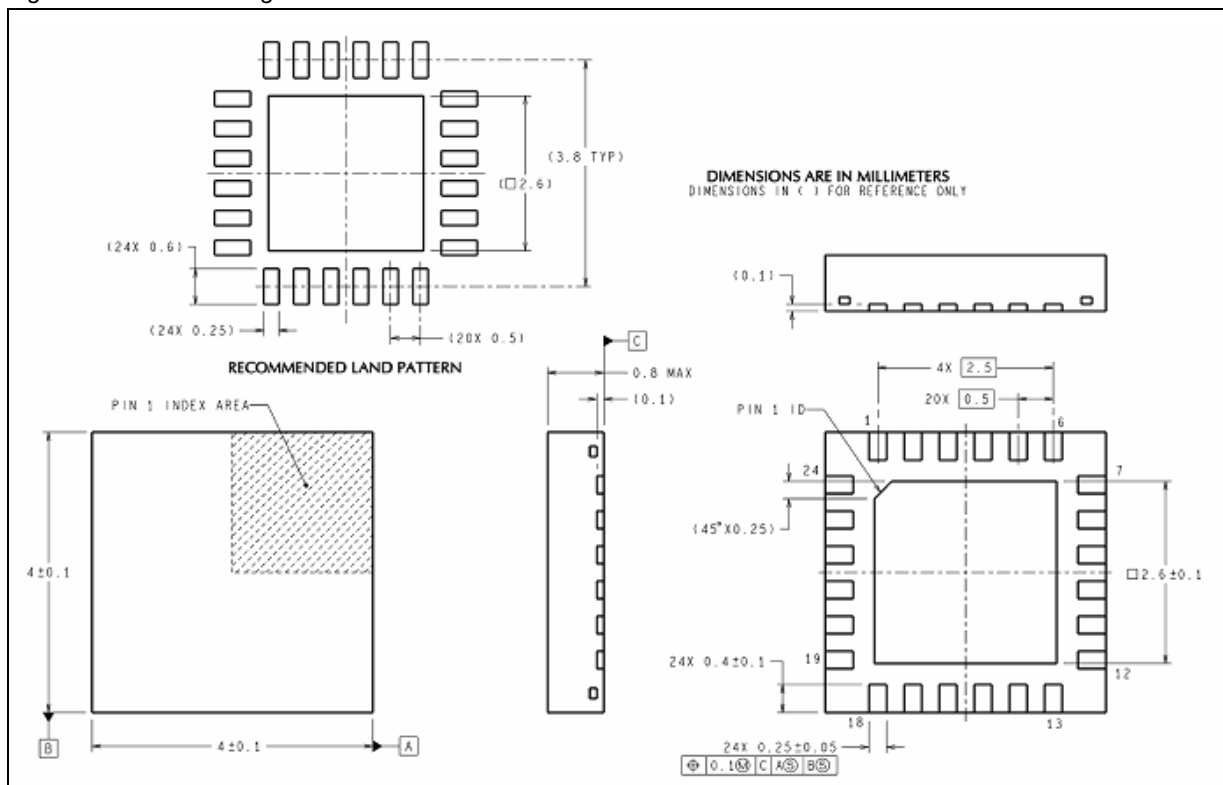 (3.8 TYP)
(□2.6)
DIMENSIONS ARE IN MILLIMETERS
DIMENSIONS IN ( ) FOR REFERENCE ONLY
(24X 0.6)
(0.1)
(24X 0.25)
(20X 0.5)
C
RECOMMENDED LAND PATTERN
0.8 MAX
4X 2.5
(0.1)
20X 0.5
PIN 1 INDEX AREA
PIN 1 ID
1
6
24
7
(45°X0.25)
4±0.1
□2.6±0.1
24X 0.4±0.1
19
12
18
13
B
4±0.1
A
24X 0.25±0.05
⌖ 0.1Ⓜ C AⓈ BⓈ